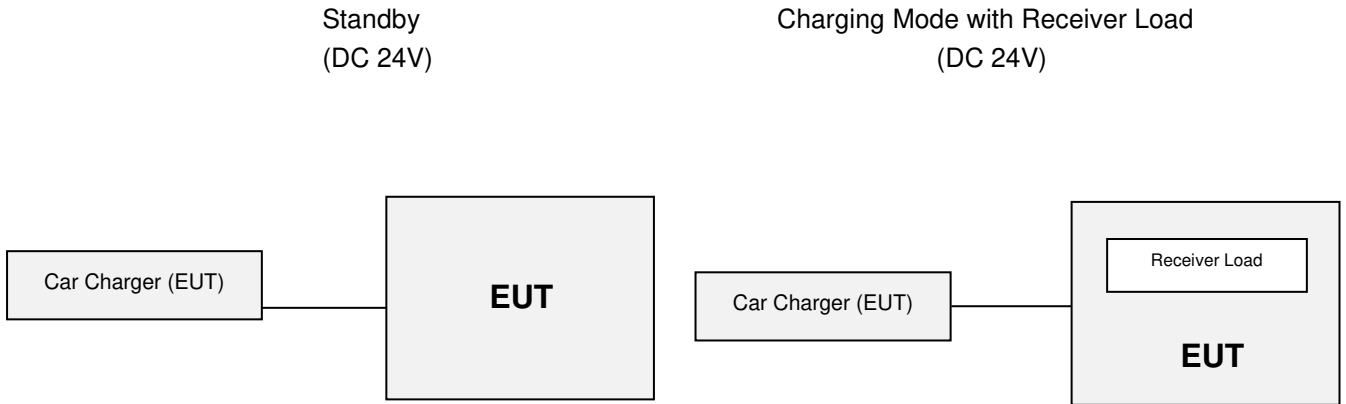 Standby
(DC 24V)
Charging Mode with Receiver Load
(DC 24V)
Car Charger (EUT)
EUT
Car Charger (EUT)
Receiver Load
EUT